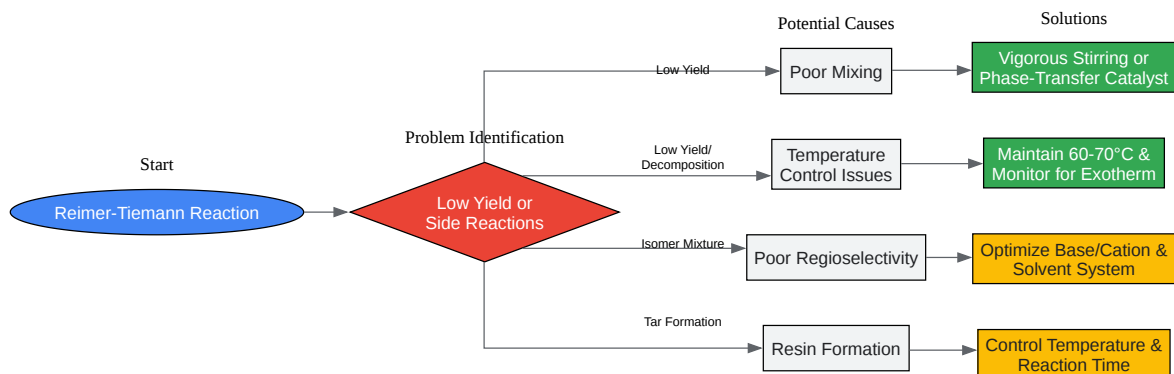 Potential Causes
Solutions
Low Yield
Poor Mixing
Vigorous Stirring or
Phase-Transfer Catalyst
Problem Identification
Start
Low Yield/
Decomposition
Temperature
Control Issues
Maintain 60-70°C &
Monitor for Exotherm
Reimer-Tiemann Reaction
Low Yield or
Side Reactions
Isomer Mixture
Poor Regioselectivity
Optimize Base/Cation &
Solvent System
Tar Formation
Resin Formation
Control Temperature &
Reaction Time